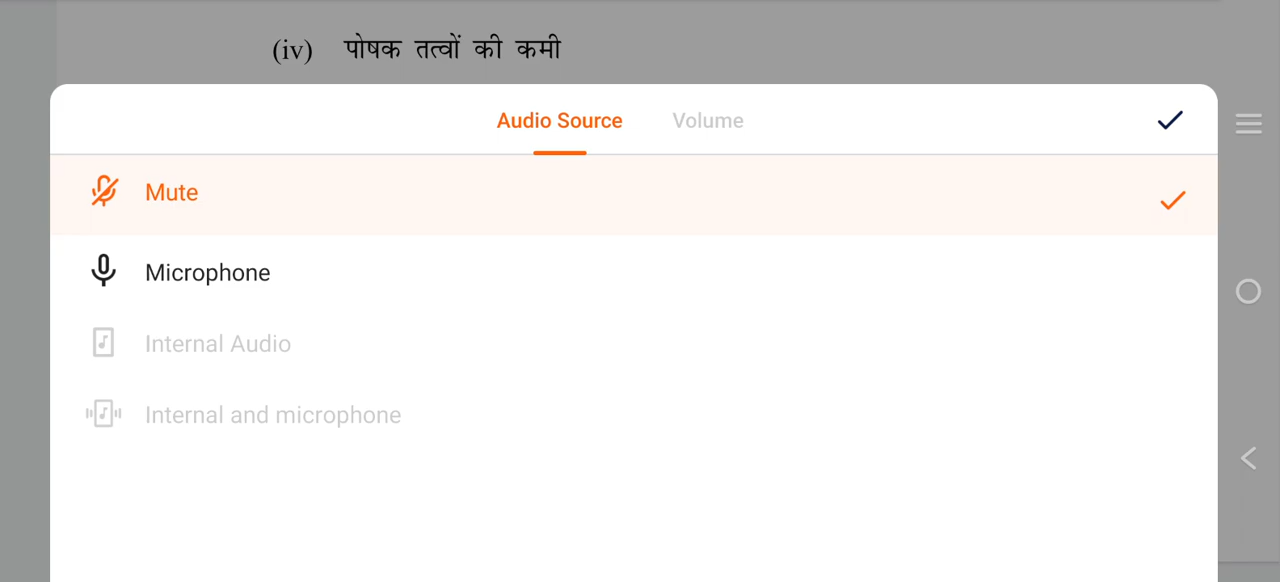 (iv) पोषक तत्वों की कमी
Audio Source Volume
Mute
Microphone
Internal Audio
Internal and microphone